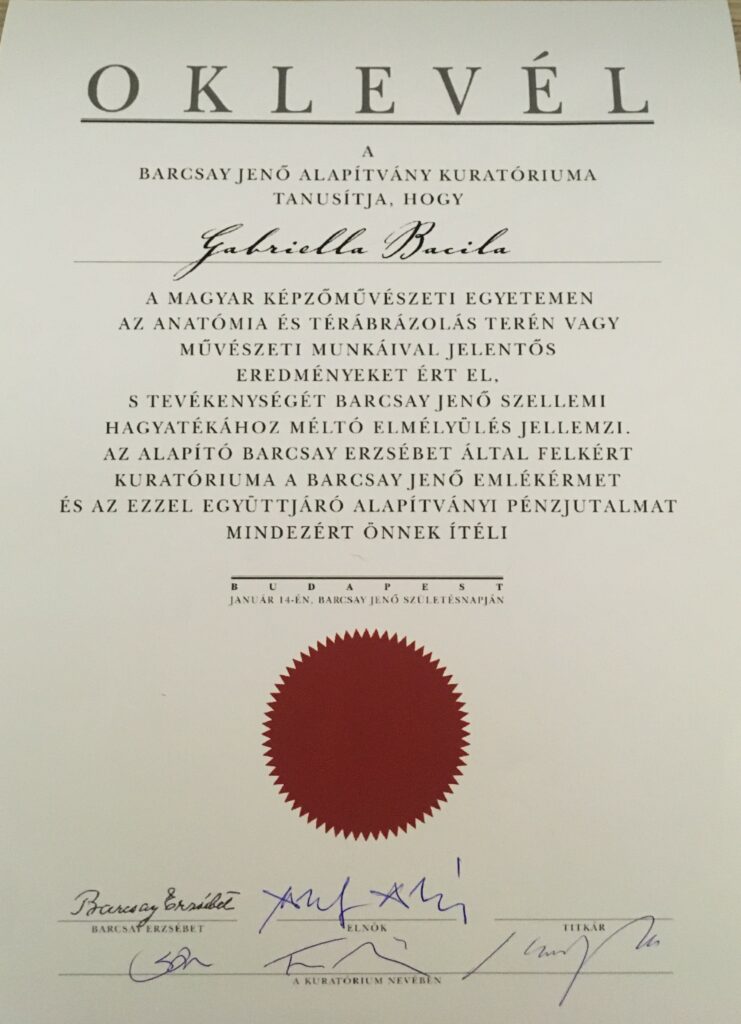 OKLEVÉL
A
BARCSAY JENŐ ALAPÍTVÁNY KURATÓRIUMA
TANUSÍTJA, HOGY
Gabriella Bacila
A MAGYAR KÉPZŐMŰVÉSZETI EGYETEMEN
AZ ANATÓMIA ÉS TÉRÁBRÁZOLÁS TERÉN VAGY
MŰVÉSZETI MUNKÁIVAL JELENTŐS
EREDMÉNYEKET ÉRT EL,
S TEVÉKENYSÉGÉT BARCSAY JENŐ SZELLEMI
HAGYATÉKÁHOZ MÉLTÓ ELMÉLYÜLÉS JELLEMZI.
AZ ALAPÍTÓ BARCSAY ERZSÉBET ÁLTAL FELKÉRT
KURATÓRIUMA A BARCSAY JENŐ EMLÉKÉRMET
ÉS AZ EZZEL EGYÜTTJÁRÓ ALAPÍTVÁNYI PÉNZJUTALMAT
MINDEZÉRT ÖNNEK ÍTÉLI
BUDAPEST
JANUÁR 14-ÉN, BARCSAY JENŐ SZÜLETÉSNAPJÁN
Barcsay Erzsébet
BARCSAY ERZSÉBET
ELNÖK
TITKÁR
A KURATÓRIUM NEVÉBEN